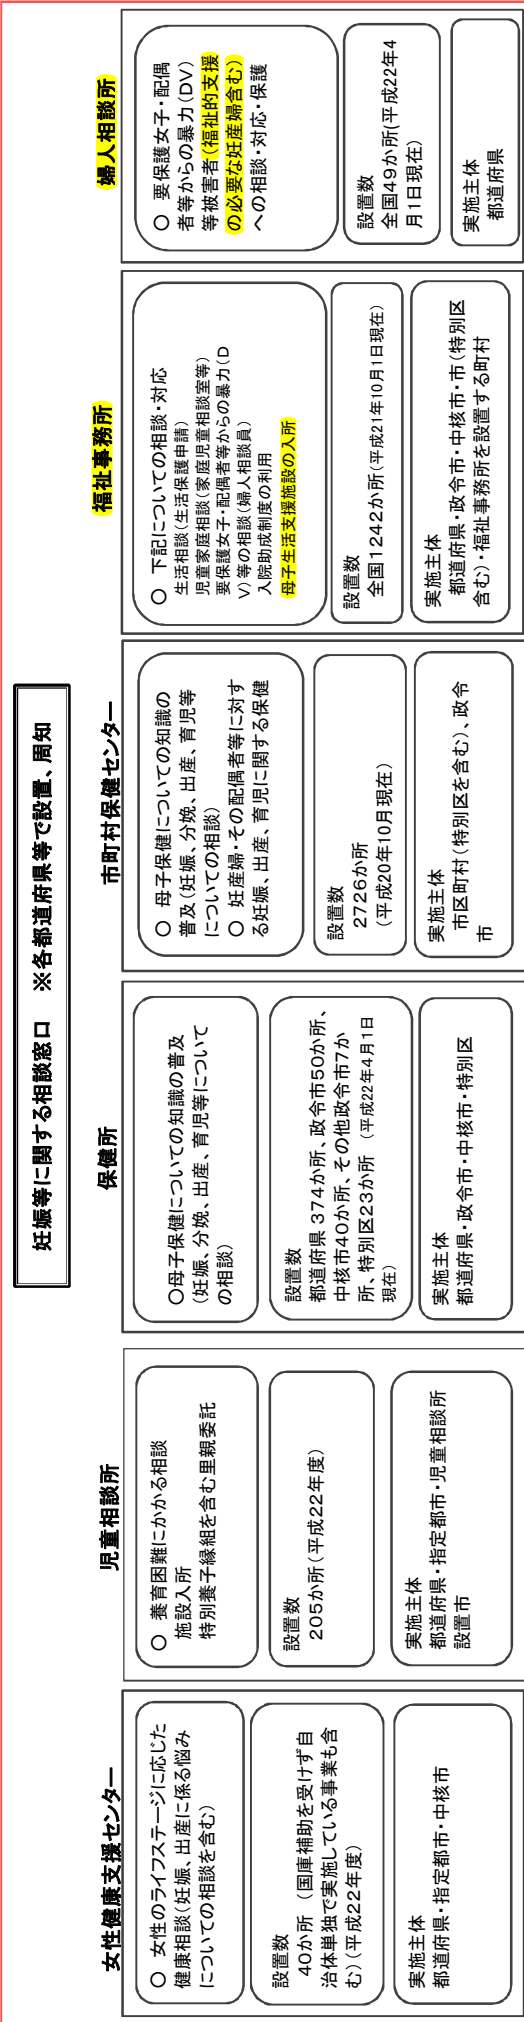 妊娠等に関する相談窓口　※各都道府県等で設置、周知
女性健康支援センター
○ 女性のライフステージに応じた
健康相談(妊娠、出産に係る悩み
についての相談を含む)
設置数
40か所 (国庫補助を受けず自
治体単独で実施している事業も含
む)(平成22年度)
実施主体
都道府県・指定都市・中核市
児童相談所
○ 養育困難にかかる相談
施設入所
特別養子縁組を含む里親委託
設置数
205か所(平成22年度)
実施主体
都道府県・指定都市・児童相談所
設置市
保健所
○母子保健についての知識の普及
(妊娠、分娩、出産、育児等について
の相談)
設置数
都道府県 374か所、政令市50か所、
中核市40か所、その他政令市7か
所、特別区23か所 (平成22年4月1日
現在)
実施主体
都道府県・政令市・中核市・特別区
市町村保健センター
○ 母子保健についての知識の
普及(妊娠、分娩、出産、育児等
についての相談)
○ 妊産婦・その配偶者等に対す
る妊娠、出産、育児に関する保健
設置数
2726か所
(平成20年10月現在)
実施主体
市区町村(特別区を含む)、政令
市
福祉事務所
○ 下記についての相談・対応
生活相談(生活保護申請)
児童家庭相談(家庭児童相談室等)
要保護女子・配偶者等からの暴力(D
V)等の相談(婦人相談員)
入院助成制度の利用
母子生活支援施設の入所
設置数
全国1242か所(平成21年10月1日現在)
実施主体
都道府県・政令市・中核市・市(特別区
含む)・福祉事務所を設置する町村
婦人相談所
○ 要保護女子・配偶
者等からの暴力(DV)
等被害者(福祉的支援
の必要な妊産婦含む)
への相談・対応・保護
設置数
全国49か所(平成22年4
月1日現在)
実施主体
都道府県